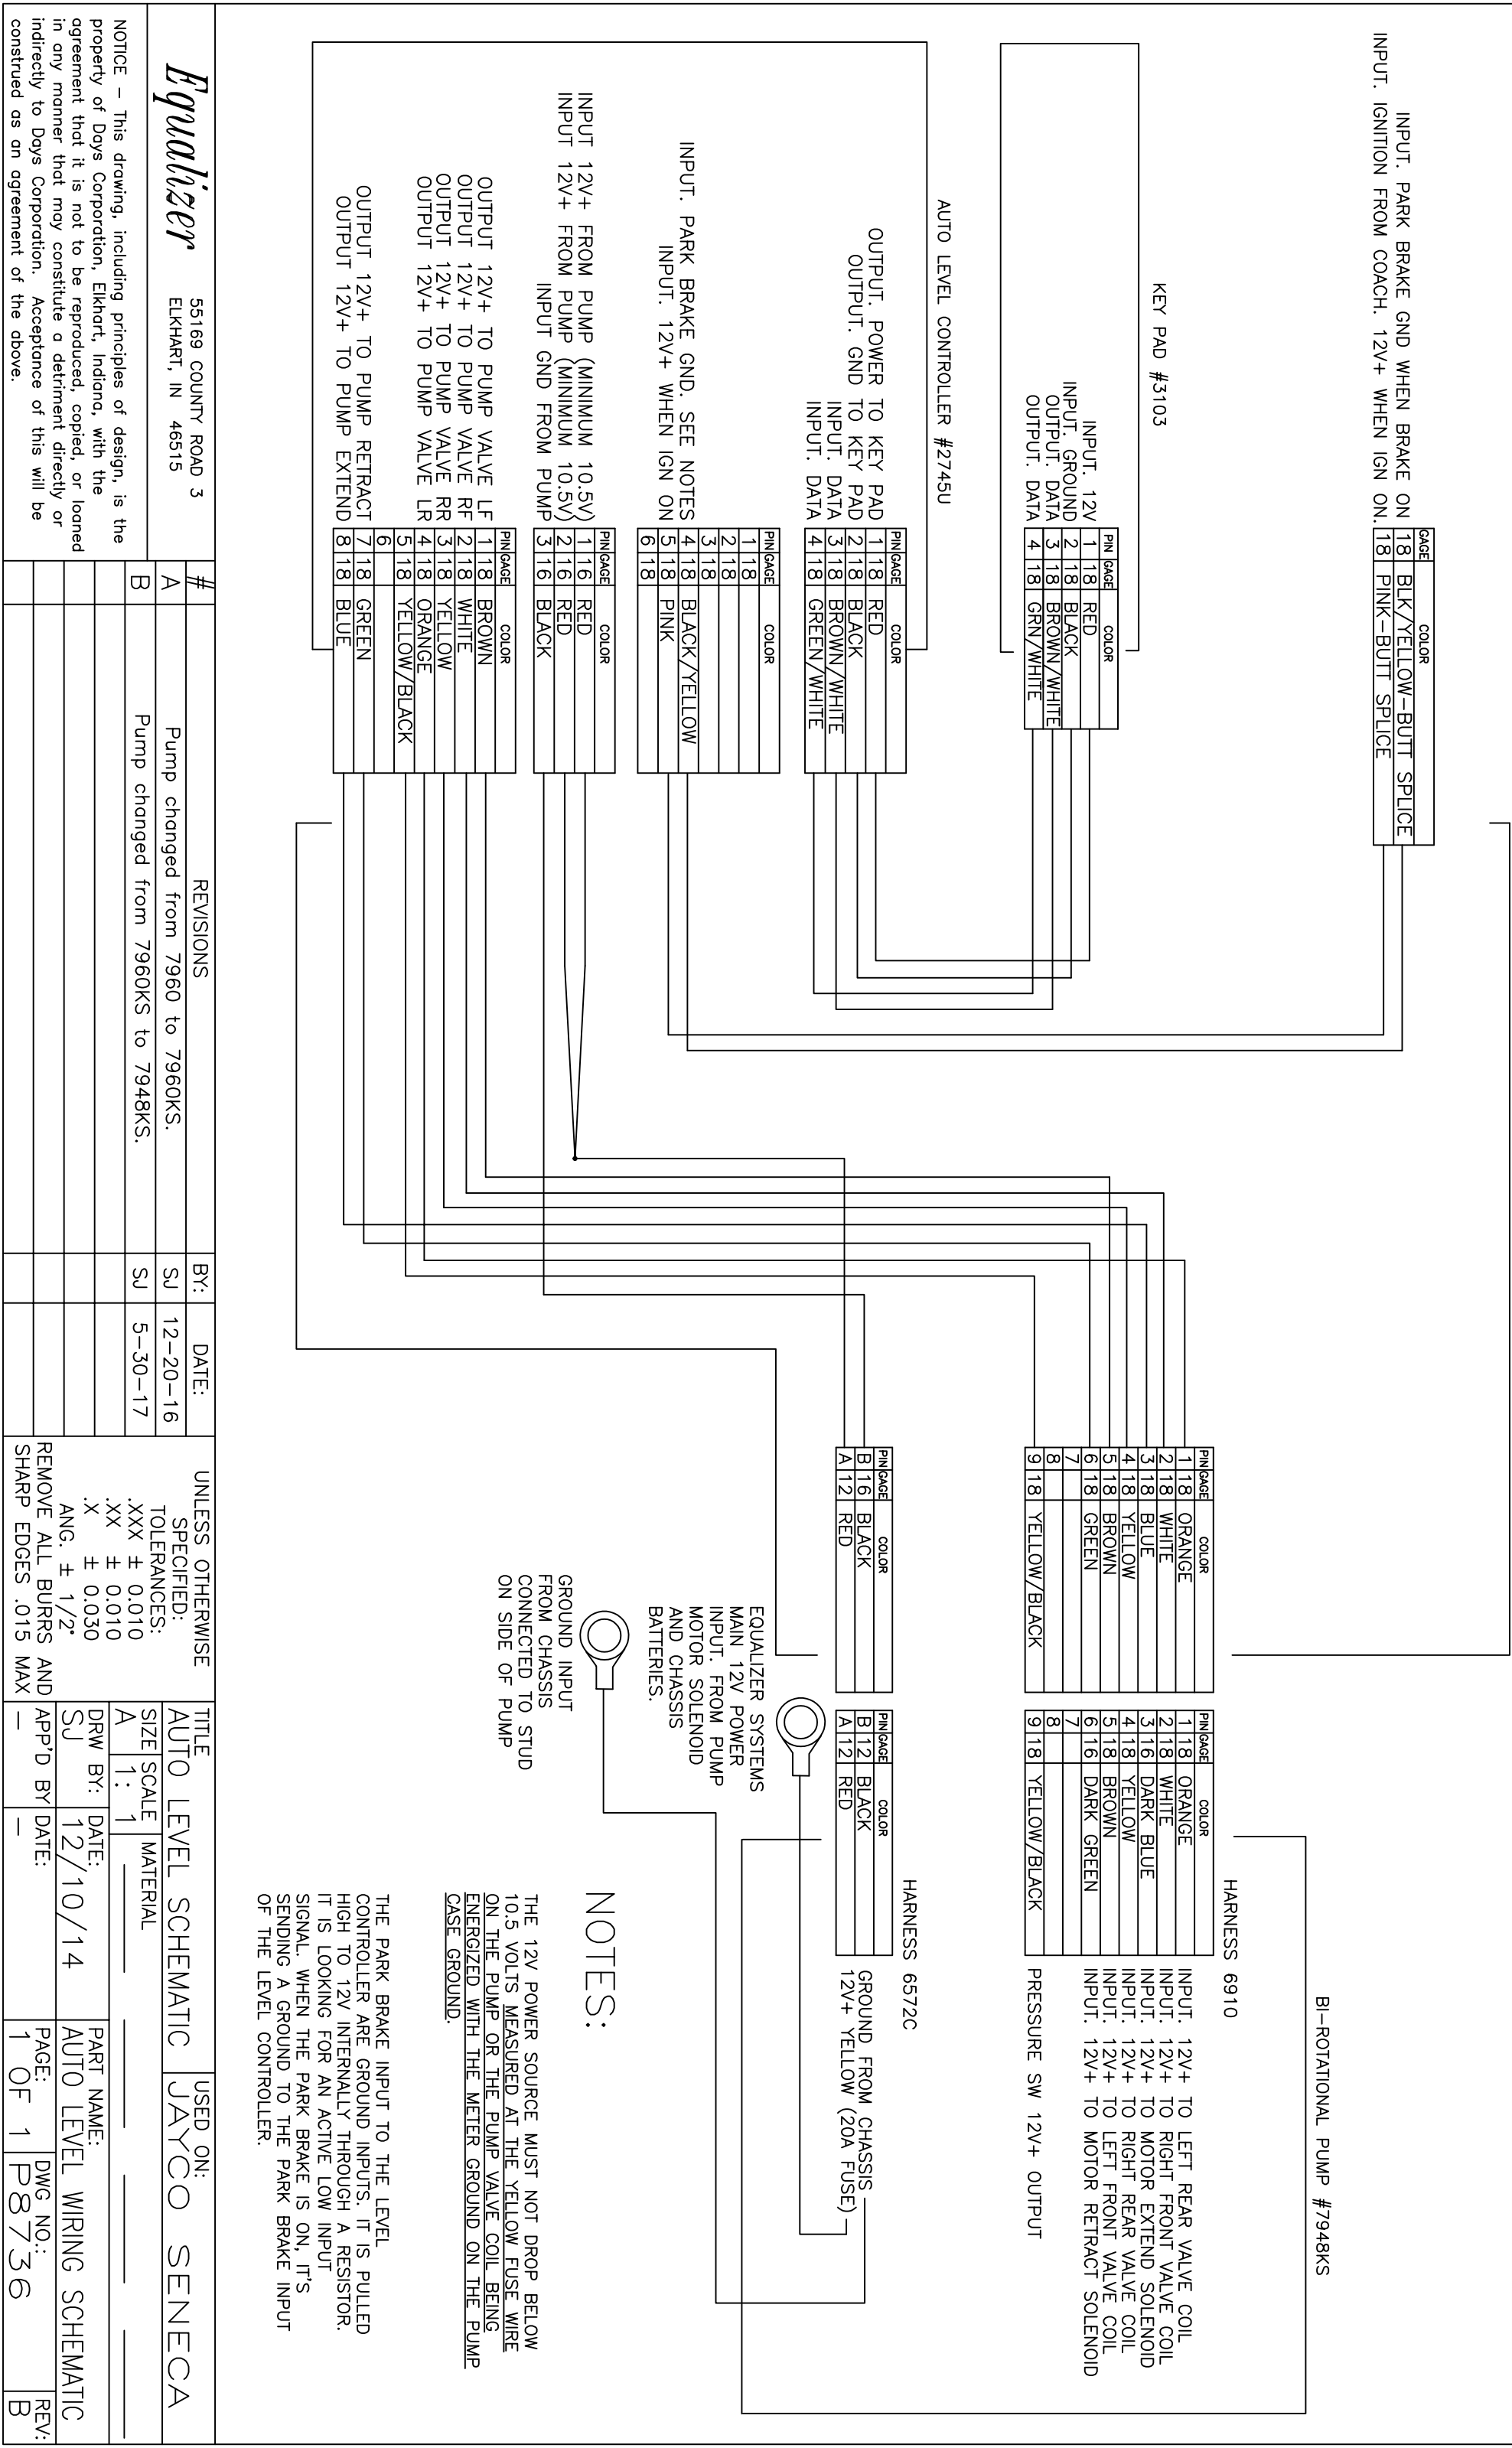 INPUT. PARK BRAKE GND WHEN BRAKE ON
INPUT. IGNITION FROM COACH. 12V+ WHEN IGN ON.
GAGE COLOR
18 BLK/YELLOW-BUTT SPLICE
18 PINK-BUTT SPLICE
KEY PAD #3103
INPUT. 12V
INPUT. GROUND
OUTPUT. DATA
OUTPUT. DATA
PIN GAGE COLOR
1 18 RED
2 18 BLACK
3 18 BROWN/WHITE
4 18 GRN/WHITE
AUTO LEVEL CONTROLLER #2745U
OUTPUT. POWER TO KEY PAD
OUTPUT. GND TO KEY PAD
INPUT. DATA
INPUT. DATA
PIN GAGE COLOR
1 18 RED
2 18 BLACK
3 18 BROWN/WHITE
4 18 GREEN/WHITE
INPUT. PARK BRAKE GND. SEE NOTES
INPUT. 12V+ WHEN IGN ON
PIN GAGE COLOR
1 18
2 18
3 18
4 18 BLACK/YELLOW
5 18 PINK
6 18
INPUT 12V+ FROM PUMP (MINIMUM 10.5V)
INPUT 12V+ FROM PUMP (MINIMUM 10.5V)
INPUT GND FROM PUMP
PIN GAGE COLOR
1 16 RED
2 16 RED
3 16 BLACK
OUTPUT 12V+ TO PUMP VALVE LF
OUTPUT 12V+ TO PUMP VALVE RF
OUTPUT 12V+ TO PUMP VALVE RR
OUTPUT 12V+ TO PUMP VALVE LR
OUTPUT 12V+ TO PUMP RETRACT
OUTPUT 12V+ TO PUMP EXTEND
PIN GAGE COLOR
1 18 BROWN
2 18 WHITE
3 18 YELLOW
4 18 ORANGE
5 18 YELLOW/BLACK
6
7 18 GREEN
8 18 BLUE
BI-ROTATIONAL PUMP #7948KS
HARNESS 6910
PIN GAGE COLOR
1 18 ORANGE
2 18 WHITE
3 18 BLUE
4 18 YELLOW
5 18 BROWN
6 18 GREEN
7
8
9 18 YELLOW/BLACK
PIN GAGE COLOR
1 18 ORANGE
2 18 WHITE
3 16 DARK BLUE
4 18 YELLOW
5 18 BROWN
6 16 DARK GREEN
7
8
9 18 YELLOW/BLACK
INPUT. 12V+ TO LEFT REAR VALVE COIL
INPUT. 12V+ TO RIGHT FRONT VALVE COIL
INPUT. 12V+ TO MOTOR EXTEND SOLENOID
INPUT. 12V+ TO RIGHT REAR VALVE COIL
INPUT. 12V+ TO LEFT FRONT VALVE COIL
INPUT. 12V+ TO MOTOR RETRACT SOLENOID
PRESSURE SW 12V+ OUTPUT
HARNESS 6572C
PIN GAGE COLOR
B 16 BLACK
A 12 RED
PIN GAGE COLOR
B 12 BLACK
A 12 RED
GROUND FROM CHASSIS
12V+ YELLOW (20A FUSE)
EQUALIZER SYSTEMS
MAIN 12V POWER
INPUT. FROM PUMP
MOTOR SOLENOID
AND CHASSIS
BATTERIES.
GROUND INPUT
FROM CHASSIS
CONNECTED TO STUD
ON SIDE OF PUMP
NOTES:
THE 12V POWER SOURCE MUST NOT DROP BELOW
10.5 VOLTS MEASURED AT THE YELLOW FUSE WIRE
ON THE PUMP OR THE PUMP VALVE COIL BEING
ENERGIZED WITH THE METER GROUND ON THE PUMP
CASE GROUND.
THE PARK BRAKE INPUT TO THE LEVEL
CONTROLLER ARE GROUND INPUTS. IT IS PULLED
HIGH TO 12V INTERNALLY THROUGH A RESISTOR.
IT IS LOOKING FOR AN ACTIVE LOW INPUT
SIGNAL. WHEN THE PARK BRAKE IS ON, IT'S
SENDING A GROUND TO THE PARK BRAKE INPUT
OF THE LEVEL CONTROLLER.
Equalizer
55169 COUNTY ROAD 3
ELKHART, IN 46515
NOTICE – This drawing, including principles of design, is the
property of Days Corporation, Elkhart, Indiana, with the
agreement that it is not to be reproduced, copied, or loaned
in any manner that may constitute a detriment directly or
indirectly to Days Corporation. Acceptance of this will be
construed as an agreement of the above.
# REVISIONS BY: DATE:
A Pump changed from 7960 to 7960KS. SJ 12-20-16
B Pump changed from 7960KS to 7948KS. SJ 5-30-17
UNLESS OTHERWISE
SPECIFIED:
TOLERANCES:
.XXX ± 0.010
.XX ± 0.010
.X ± 0.030
ANG. ± 1/2°
REMOVE ALL BURRS AND
SHARP EDGES .015 MAX
TITLE
AUTO LEVEL SCHEMATIC
USED ON:
JAYCO SENECA
SIZE
A
SCALE
1:1
MATERIAL
DRW BY:
SJ
DATE:
12/10/14
PART NAME:
AUTO LEVEL WIRING SCHEMATIC
APP'D BY
–
DATE:
–
PAGE:
1 OF 1
DWG NO.:
P8736
REV:
B